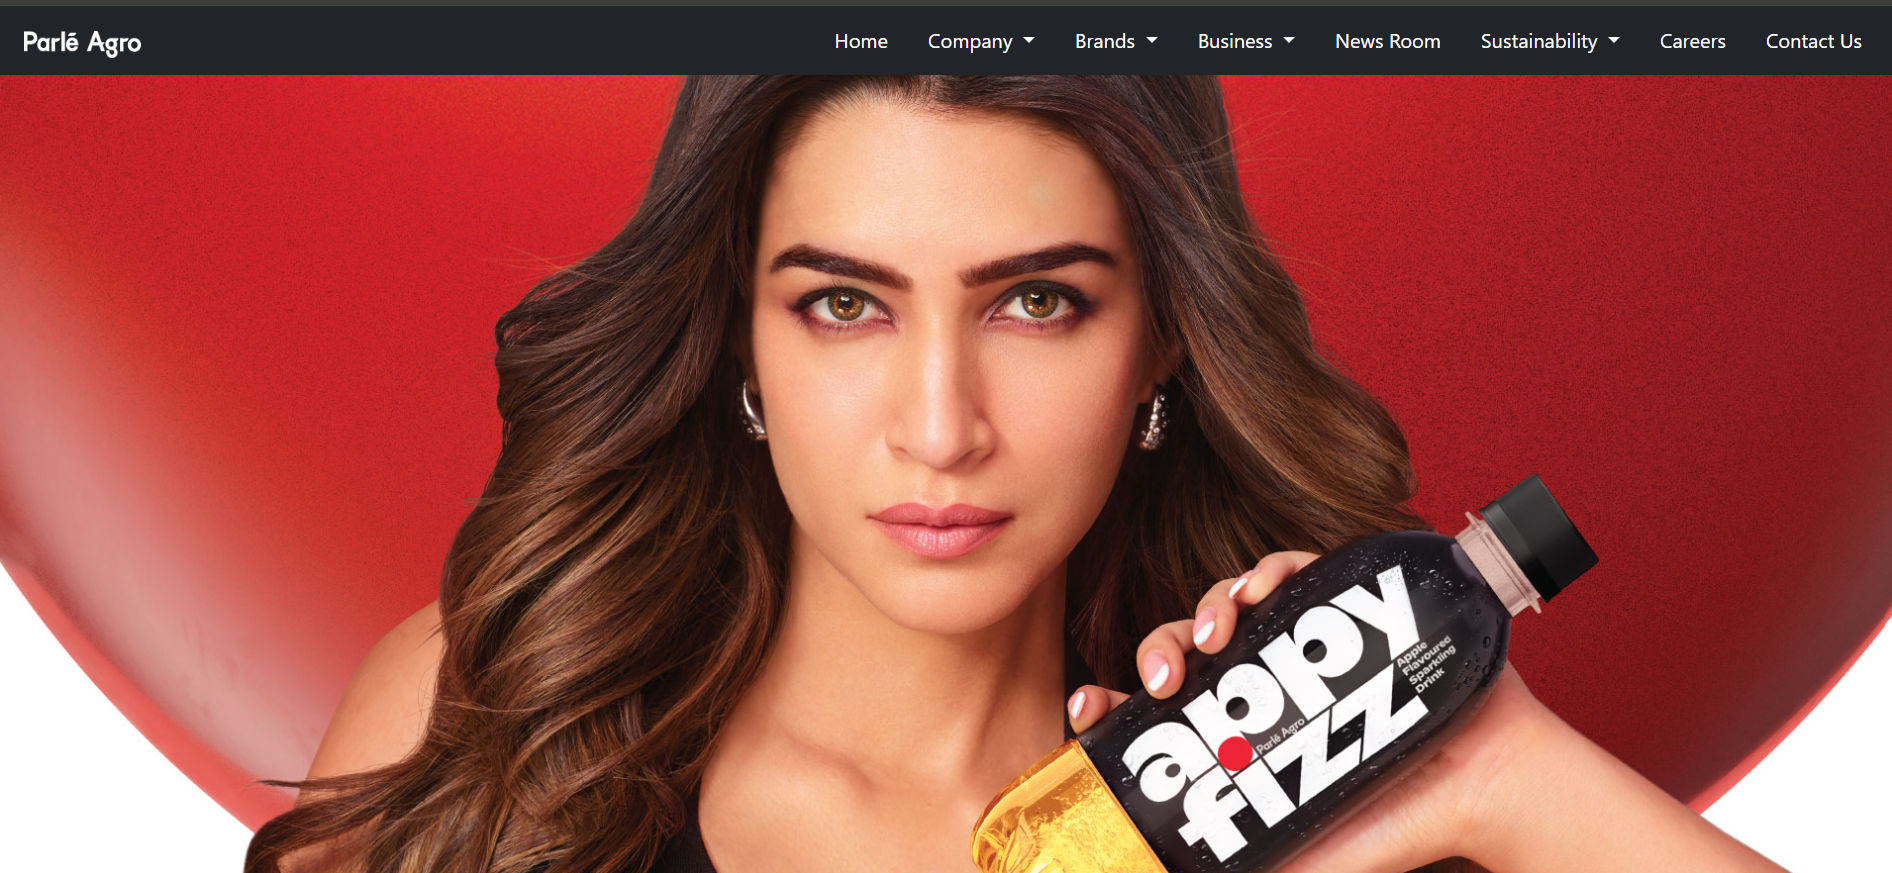 Parlé Agro
Home Company Brands Business News Room Sustainability Careers Contact Us
appy
fizz
Parlé Agro
Apple
Flavoured
Sparkling
Drink